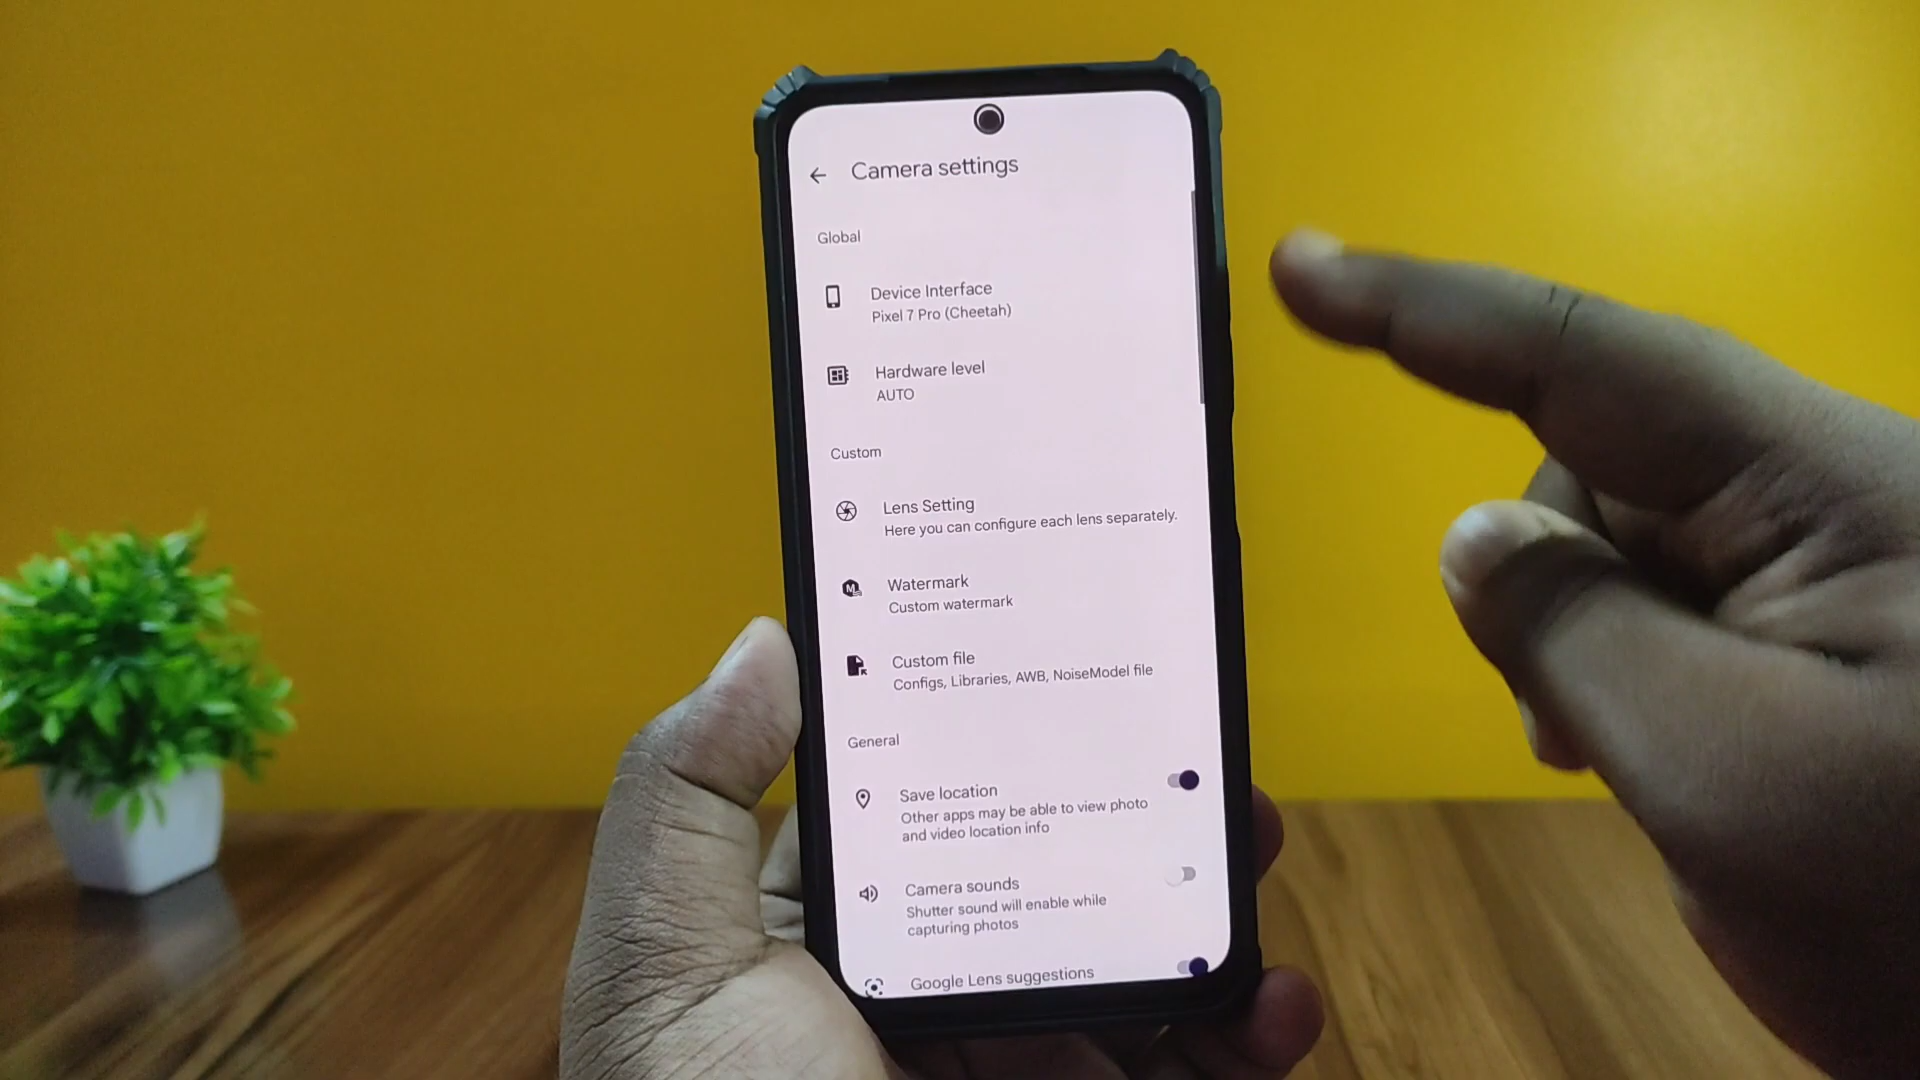 Camera settings
Global
Device Interface
Pixel 7 Pro (Cheetah)
Hardware level
AUTO
Custom
Lens Setting
Here you can configure each lens separately.
Watermark
Custom watermark
Custom file
Configs, Libraries, AWB, NoiseModel file
General
Save location
Other apps may be able to view photo
and video location info
Camera sounds
Shutter sound will enable while
capturing photos
Google Lens suggestions